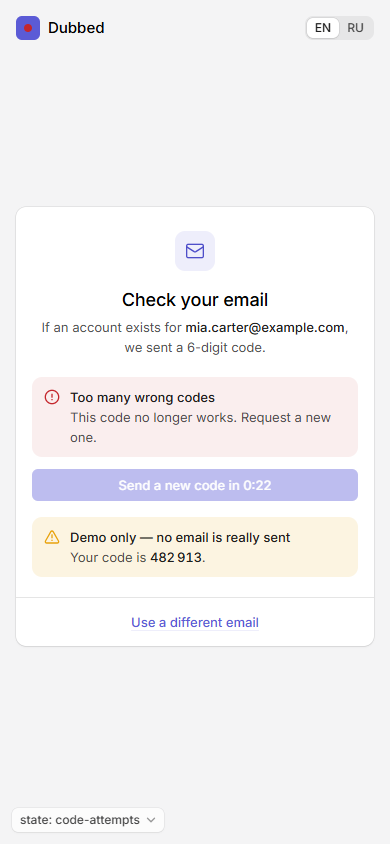 Dubbed
EN RU
Check your email
If an account exists for mia.carter@example.com,
we sent a 6-digit code.
Too many wrong codes
This code no longer works. Request a new
one.
Send a new code in 0:22
Demo only — no email is really sent
Your code is 482 913.
Use a different email
state: code-attempts